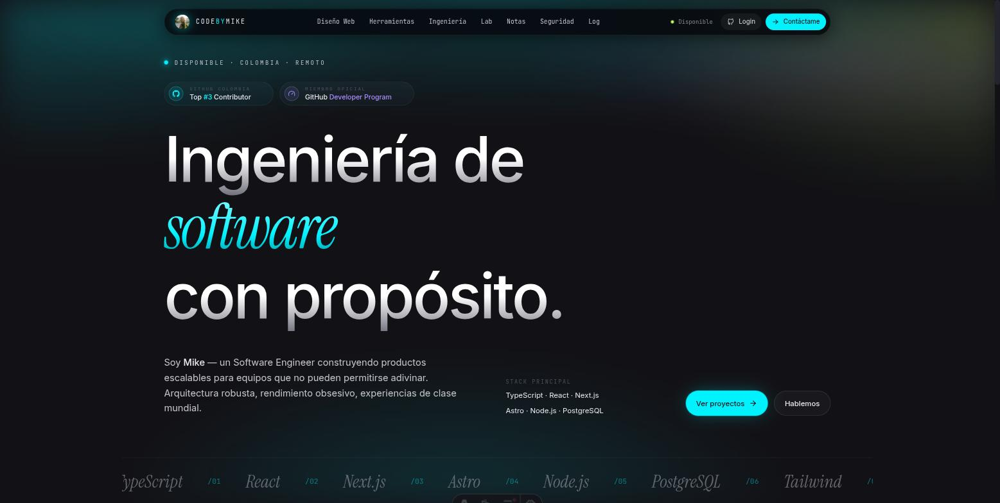 CODEBYMIKE
Diseño Web Herramientas Ingeniería Lab Notas Seguridad Log
Disponible Login Contáctame
DISPONIBLE · COLOMBIA · REMOTO
GITHUB COLOMBIA
Top #3 Contributor
MIEMBRO OFICIAL
GitHub Developer Program
Ingeniería de
software
con propósito.
Soy Mike — un Software Engineer construyendo productos
escalables para equipos que no pueden permitirse adivinar.
Arquitectura robusta, rendimiento obsesivo, experiencias de clase
mundial.
STACK PRINCIPAL
TypeScript · React · Next.js
Astro · Node.js · PostgreSQL
Ver proyectos
Hablemos
ypeScript /01 React /02 Next.js /03 Astro /04 Node.js /05 PostgreSQL /06 Tailwind